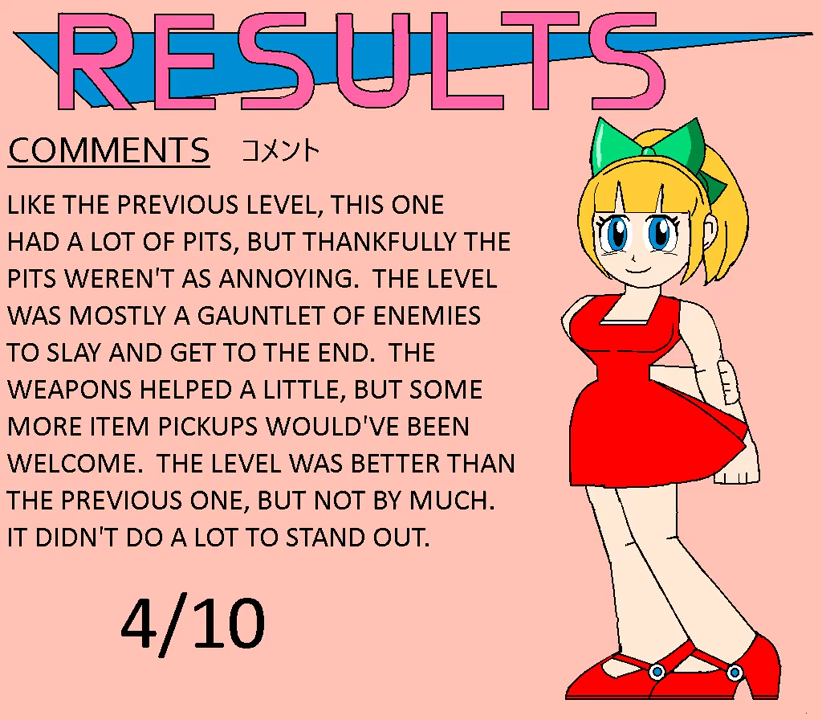 RESULTS
COMMENTS コメント
LIKE THE PREVIOUS LEVEL, THIS ONE
HAD A LOT OF PITS, BUT THANKFULLY THE
PITS WEREN'T AS ANNOYING.  THE LEVEL
WAS MOSTLY A GAUNTLET OF ENEMIES
TO SLAY AND GET TO THE END.  THE
WEAPONS HELPED A LITTLE, BUT SOME
MORE ITEM PICKUPS WOULD'VE BEEN
WELCOME.  THE LEVEL WAS BETTER THAN
THE PREVIOUS ONE, BUT NOT BY MUCH.
IT DIDN'T DO A LOT TO STAND OUT.
4/10